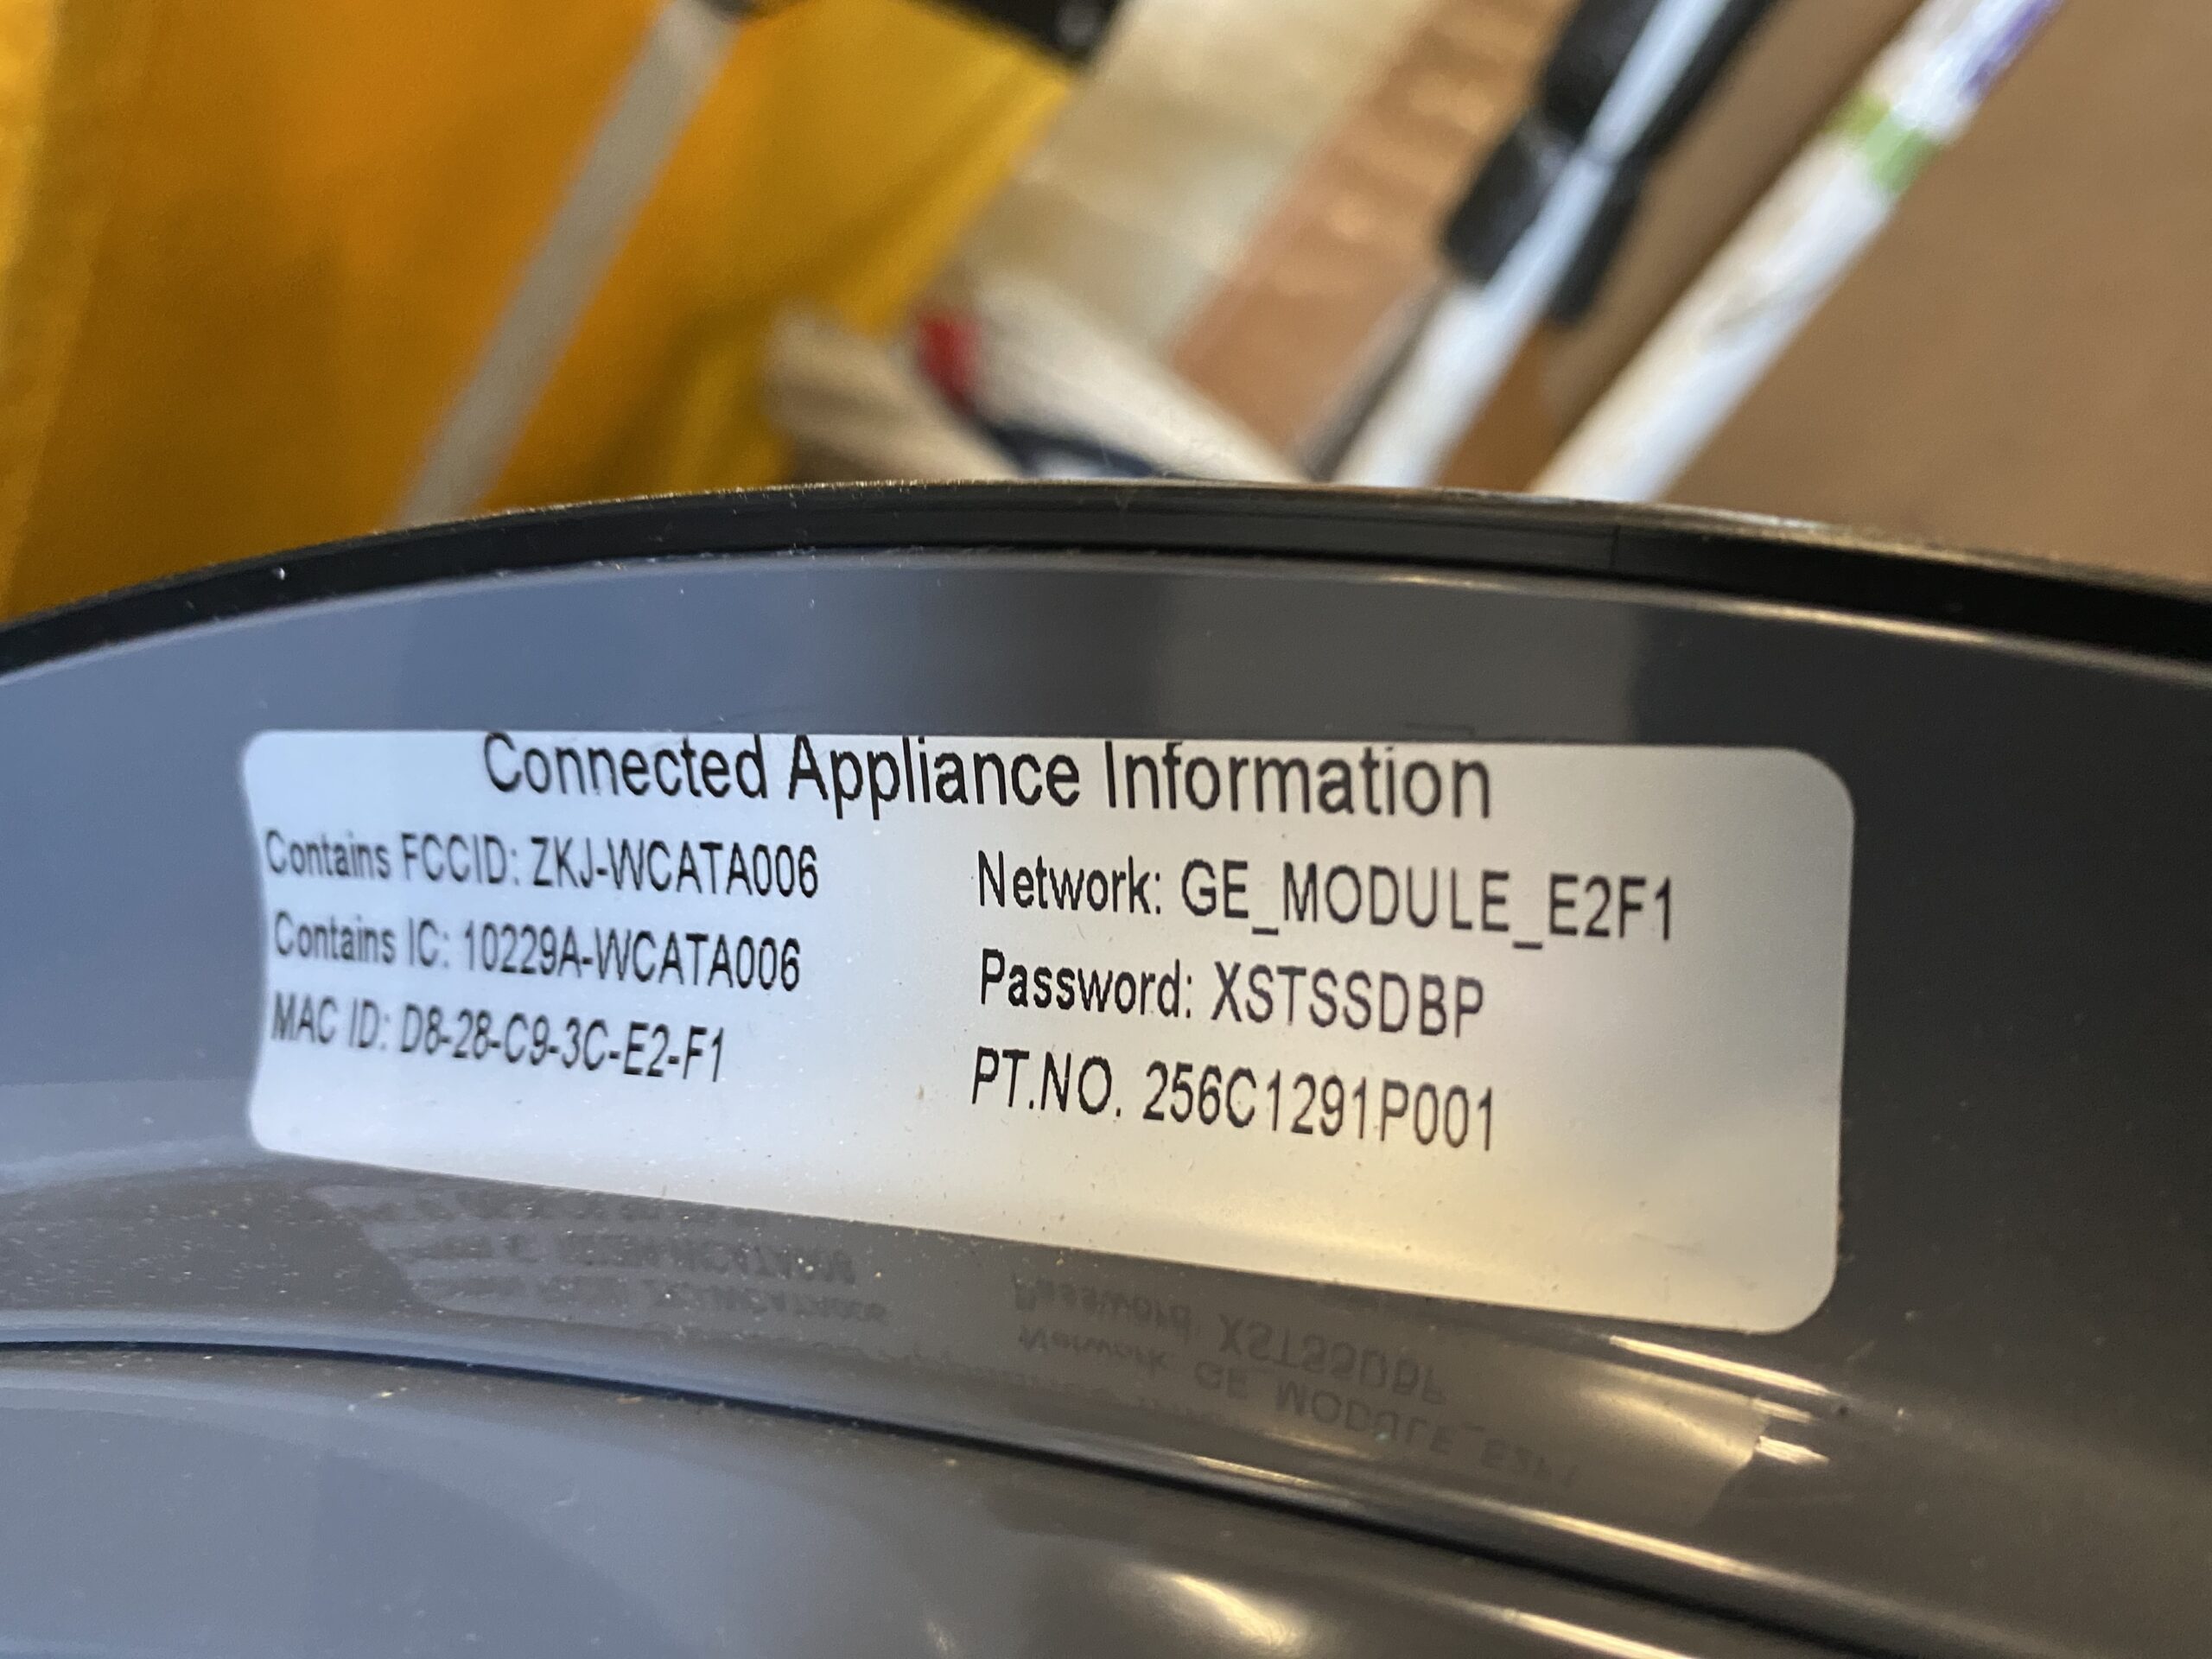 Connected Appliance Information
Contains FCCID: ZKJ-WCATA006
Contains IC: 10229A-WCATA006
MAC ID: D8-28-C9-3C-E2-F1
Network: GE_MODULE_E2F1
Password: XSTSSDBP
PT.NO. 256C1291P001